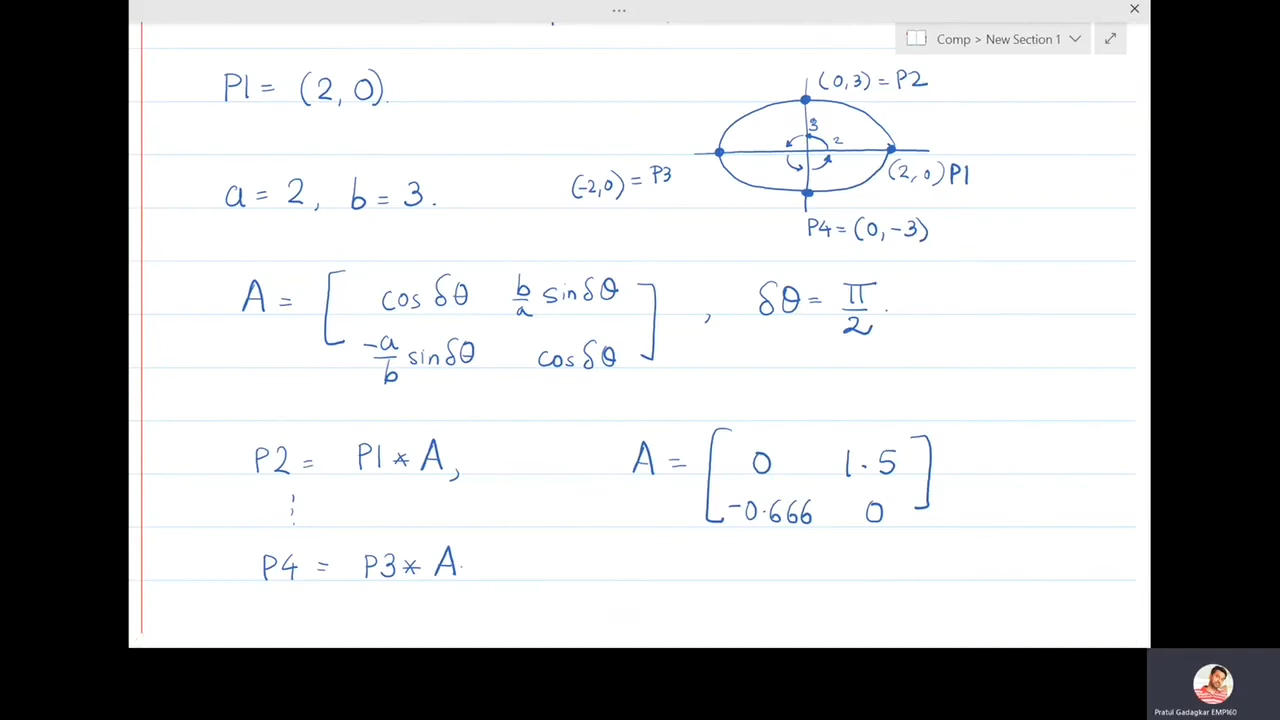 Comp > New Section 1
P1 = (2, 0).
(0, 3) = P2
3
2
(-2, 0) = P3
(2, 0) P1
a = 2, b = 3.
P4 = (0, -3)
A = [ cos δθ b/a sin δθ
-a/b sin δθ cos δθ ] , δθ = π/2.
P2 = P1 * A,
A = [ 0 1.5
-0.666 0 ]
P4 = P3 * A.
Pratul Gadagkar EMP160